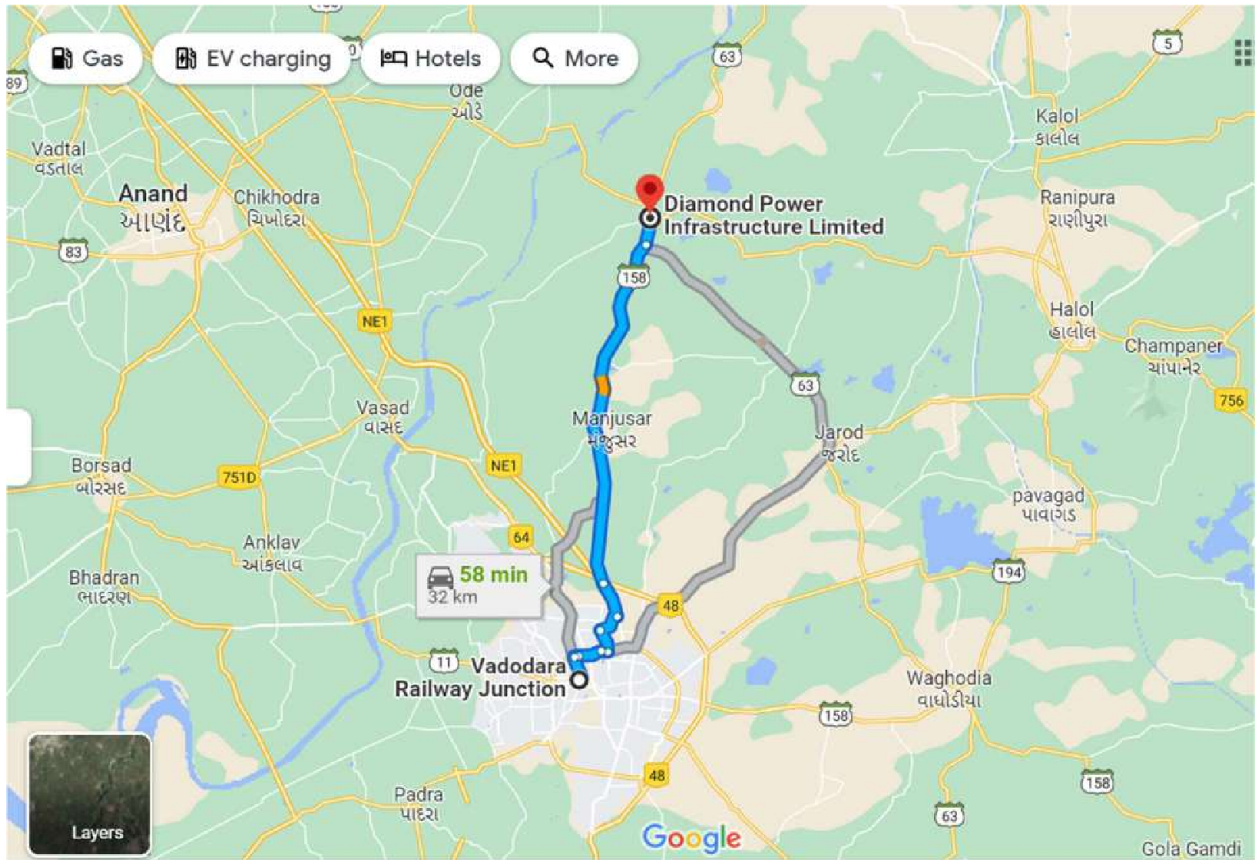 Gas
EV charging
Hotels
More
63
5
89
Ode
ઓડે
Kalol
કાલોલ
Vadtal
વડતાલ
Anand
આણંદ
Chikhodra
ચિખોદરા
Diamond Power
Infrastructure Limited
Ranipura
રાણીપુરા
83
158
NE1
Halol
હાલોલ
Champaner
ચાંપાનેર
63
756
Vasad
વાસદ
Manjusar
મંજુસર
Jarod
જરોદ
Borsad
બોરસદ
751D
NE1
pavagad
પાવાગડ
64
Anklav
આંકલાવ
58 min
32 km
Bhadran
ભાદરણ
194
48
11
Vadodara
Railway Junction
Waghodia
વાઘોડીયા
158
48
158
Padra
પાદરા
63
Layers
Google
Gola Gamdi